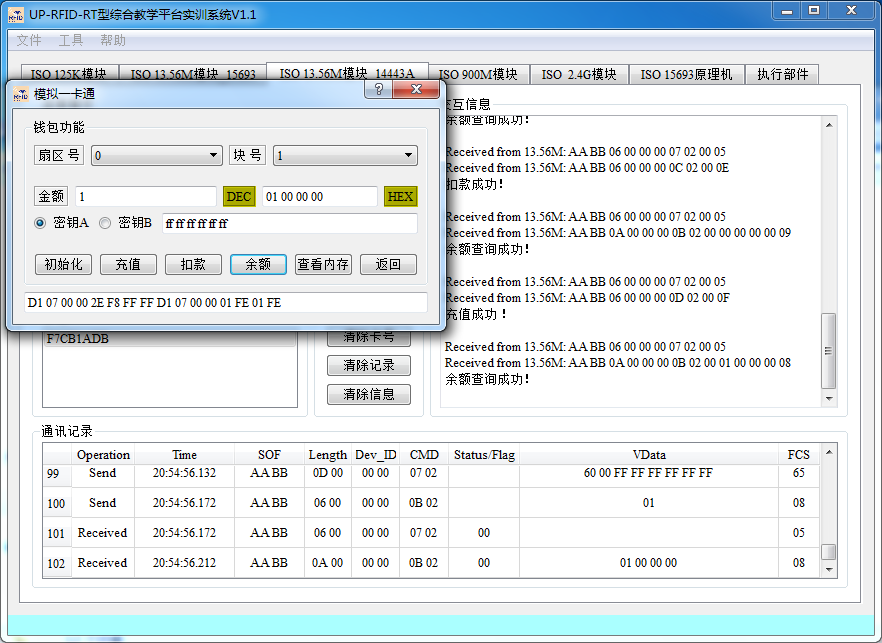 UP-RFID-RT型综合教学平台实训系统V1.1
文件 工具 帮助
ISO 125K模块 ISO 13.56M模块_15693 ISO 13.56M模块_14443A ISO 900M模块 ISO 2.4G模块 ISO 15693原理机 执行部件
模拟一卡通
钱包功能
扇区号 0 块号 1
金额 1 DEC 01 00 00 00 HEX
密钥A 密钥B ffffffffffff
初始化 充值 扣款 余额 查看内存 返回
D1 07 00 00 2E F8 FF FF D1 07 00 00 01 FE 01 FE
F7CB1ADB
清除卡号
清除记录
清除信息
互信息
余额查询成功!
Received from 13.56M: AA BB 06 00 00 00 07 02 00 05
Received from 13.56M: AA BB 06 00 00 00 0C 02 00 0E
扣款成功!
Received from 13.56M: AA BB 06 00 00 00 07 02 00 05
Received from 13.56M: AA BB 0A 00 00 00 0B 02 00 00 00 00 00 09
余额查询成功!
Received from 13.56M: AA BB 06 00 00 00 07 02 00 05
Received from 13.56M: AA BB 06 00 00 00 0D 02 00 0F
充值成功!
Received from 13.56M: AA BB 06 00 00 00 07 02 00 05
Received from 13.56M: AA BB 0A 00 00 00 0B 02 00 01 00 00 00 08
余额查询成功!
通讯记录
Operation Time SOF Length Dev_ID CMD Status/Flag VData FCS
99 Send 20:54:56.132 AA BB 0D 00 00 00 07 02 60 00 FF FF FF FF FF FF 65
100 Send 20:54:56.172 AA BB 06 00 00 00 0B 02 01 08
101 Received 20:54:56.172 AA BB 06 00 00 00 07 02 00 05
102 Received 20:54:56.212 AA BB 0A 00 00 00 0B 02 00 01 00 00 00 08